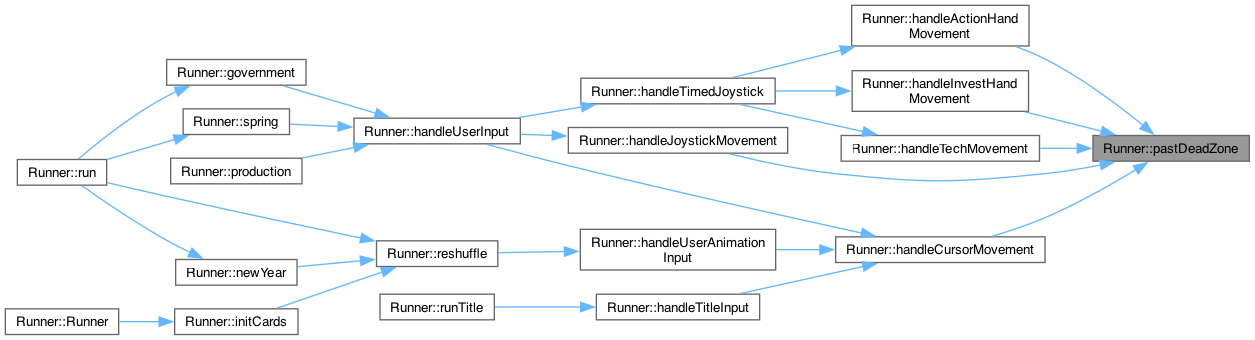 Runner::handleActionHand
Movement
Runner::government
Runner::handleTimedJoystick
Runner::handleInvestHand
Movement
Runner::spring
Runner::handleUserInput
Runner::handleJoystickMovement
Runner::handleTechMovement
Runner::pastDeadZone
Runner::run
Runner::production
Runner::reshuffle
Runner::handleUserAnimation
Input
Runner::handleCursorMovement
Runner::newYear
Runner::runTitle
Runner::handleTitleInput
Runner::Runner
Runner::initCards